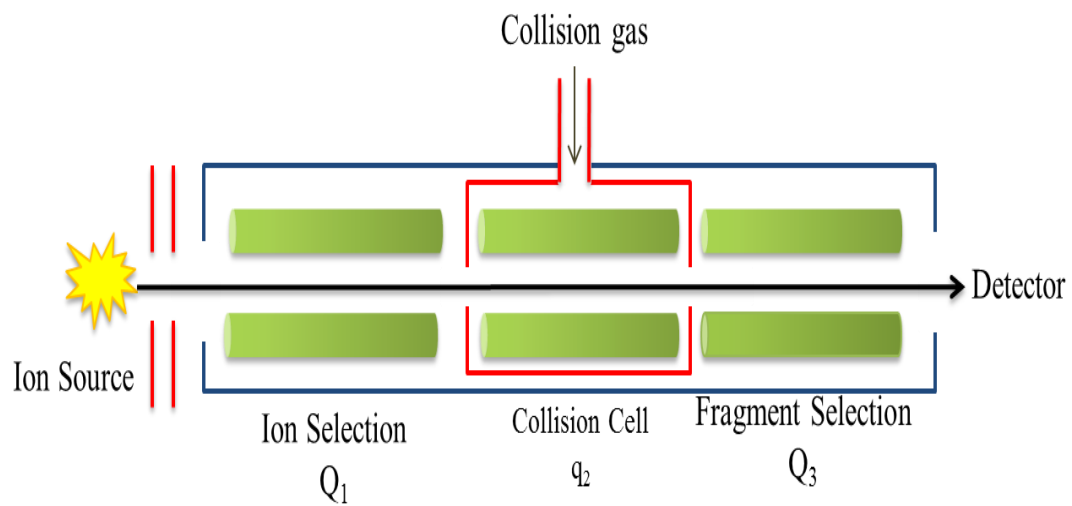 Collision gas
Detector
Ion Source
Ion Selection
Q₁
Collision Cell
q₂
Fragment Selection
Q₃